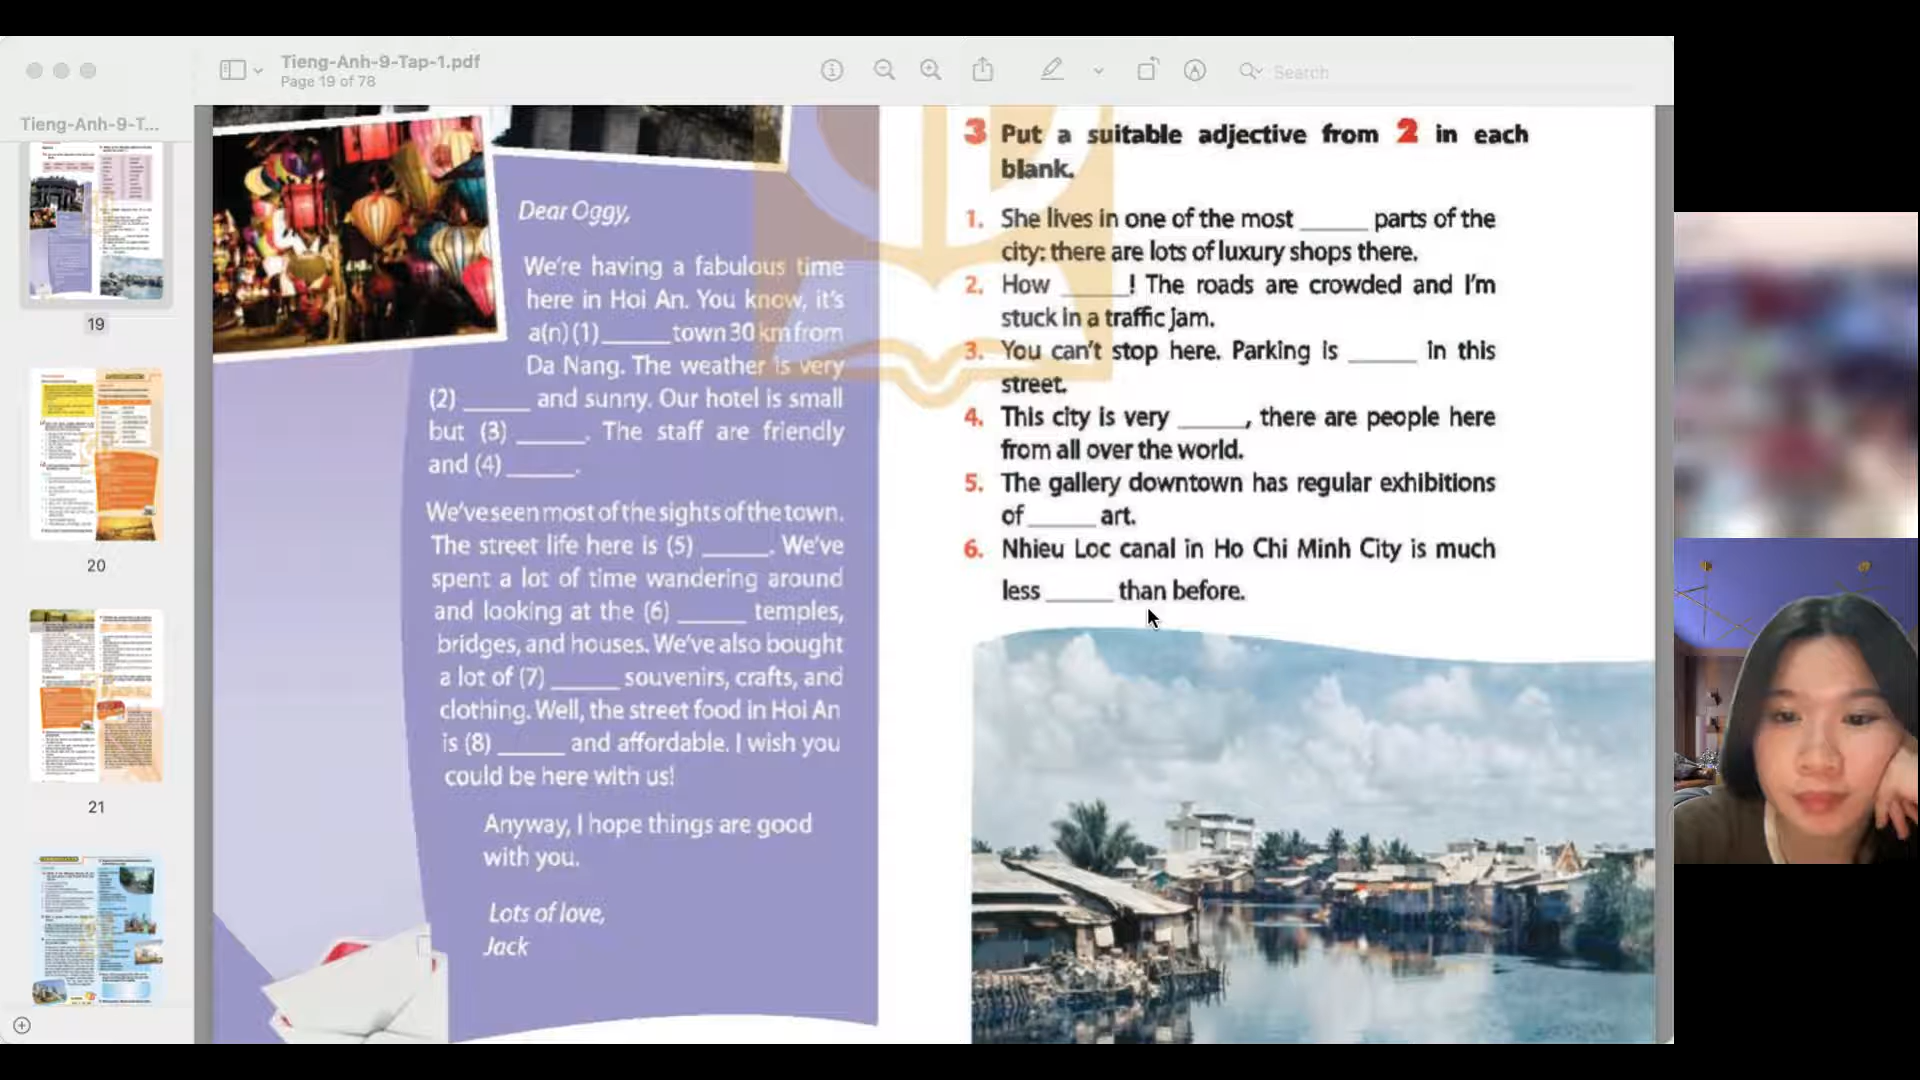 Tieng-Anh-9-Tap-1.pdf
Page 19 of 78
Search
Tieng-Anh-9-T...
19
20
21
Dear Oggy,
We're having a fabulous time
here in Hoi An. You know, it's
a(n) (1) ______ town 30 km from
Da Nang. The weather is very
(2) ______ and sunny. Our hotel is small
but (3) ______. The staff are friendly
and (4) ______.
We've seen most of the sights of the town.
The street life here is (5) ______. We've
spent a lot of time wandering around
and looking at the (6) ______ temples,
bridges, and houses. We've also bought
a lot of (7) ______ souvenirs, crafts, and
clothing. Well, the street food in Hoi An
is (8) ______ and affordable. I wish you
could be here with us!
Anyway, I hope things are good
with you.
Lots of love,
Jack
3 Put a suitable adjective from 2 in each
blank.
1. She lives in one of the most ______ parts of the
city: there are lots of luxury shops there.
2. How ______! The roads are crowded and I'm
stuck in a traffic jam.
3. You can't stop here. Parking is ______ in this
street.
4. This city is very ______, there are people here
from all over the world.
5. The gallery downtown has regular exhibitions
of ______ art.
6. Nhieu Loc canal in Ho Chi Minh City is much
less ______ than before.